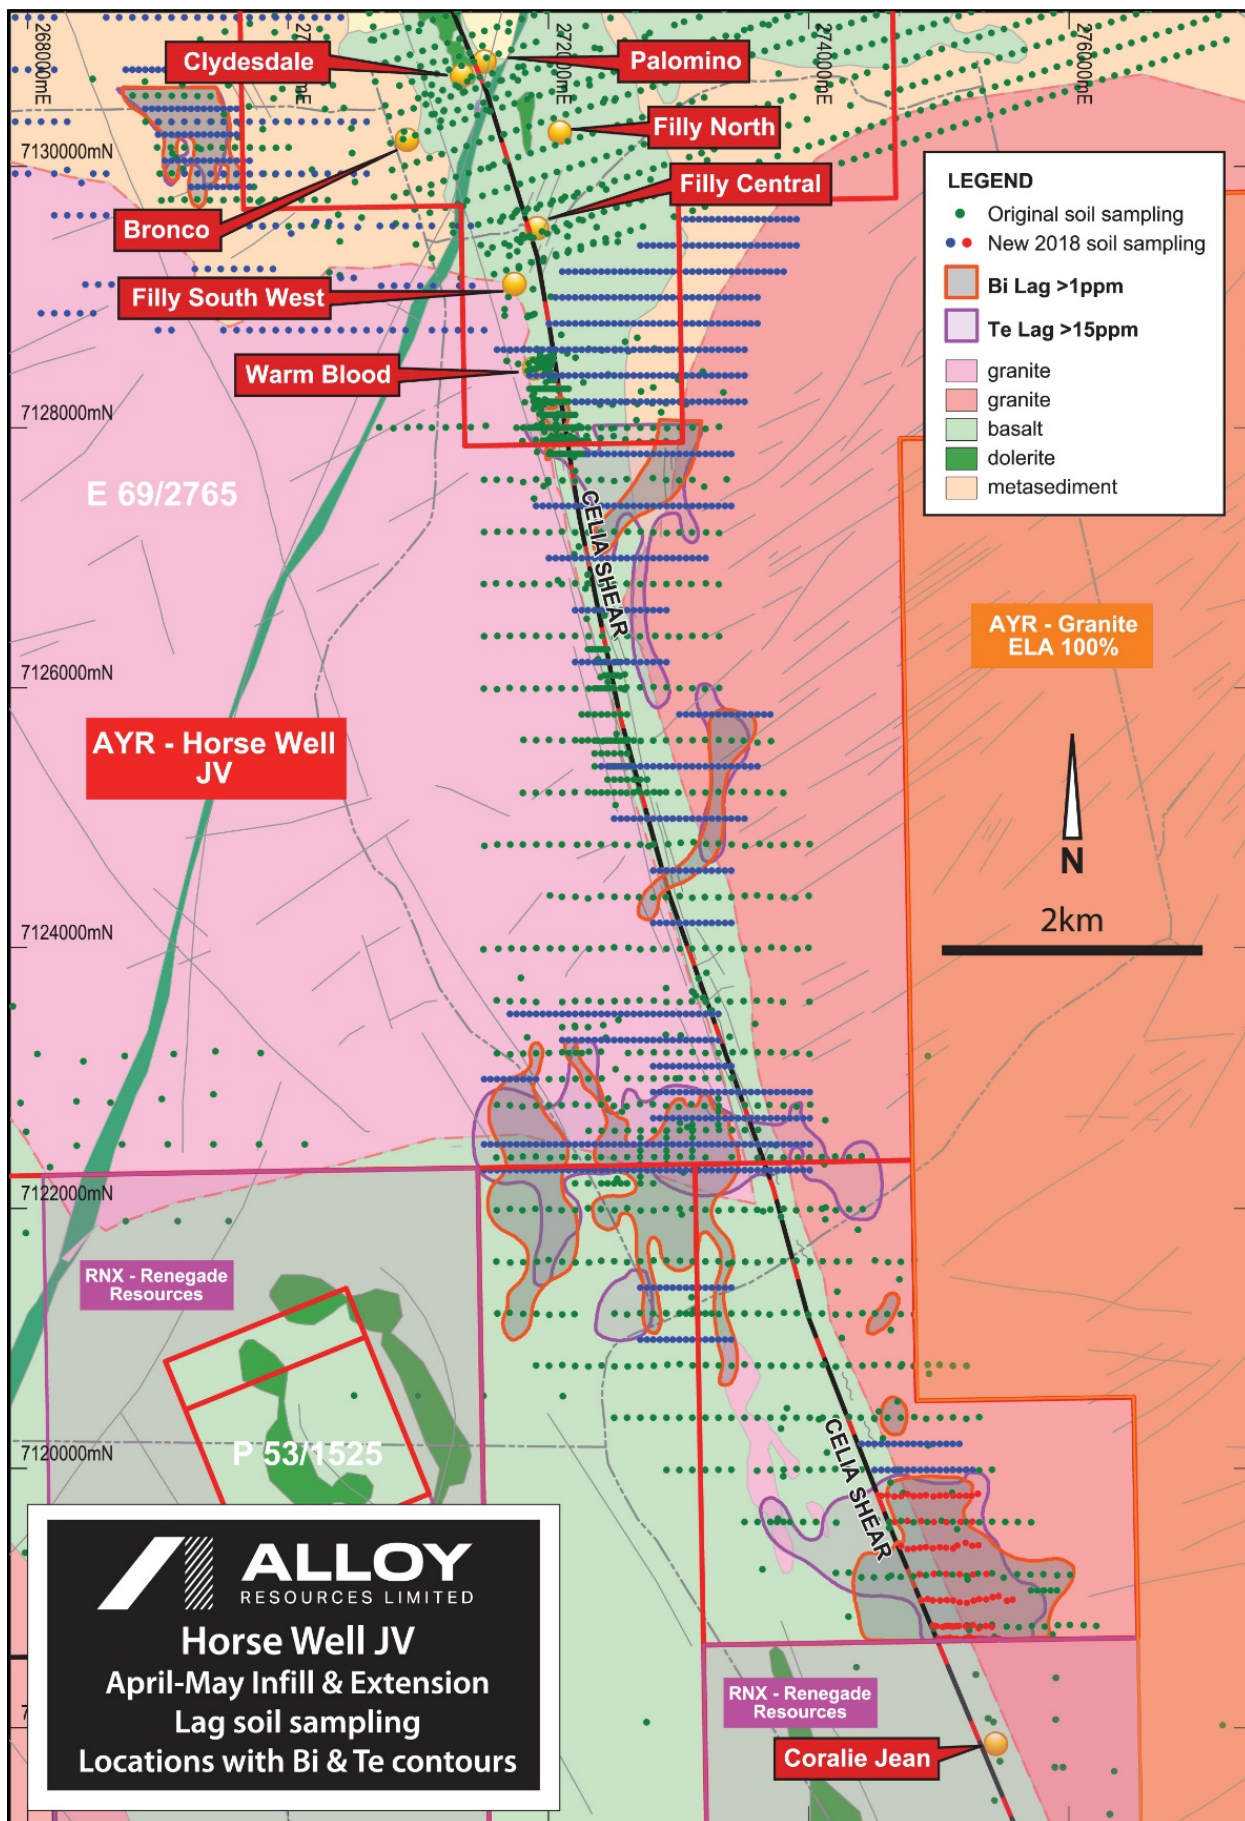 268000mE
27
272000mE
274000mE
276000mE
Clydesdale
Palomino
Filly North
7130000mN
Filly Central
Bronco
Filly South West
Warm Blood
LEGEND
Original soil sampling
New 2018 soil sampling
Bi Lag >1ppm
Te Lag >15ppm
granite
granite
basalt
dolerite
metasediment
7128000mN
E 69/2765
CELIA SHEAR
AYR - Granite
ELA 100%
7126000mN
AYR - Horse Well
JV
N
2km
7124000mN
7122000mN
RNX - Renegade
Resources
7120000mN
P 53/1525
CELIA SHEAR
ALLOY
RESOURCES LIMITED
Horse Well JV
April-May Infill & Extension
Lag soil sampling
Locations with Bi & Te contours
RNX - Renegade
Resources
Coralie Jean